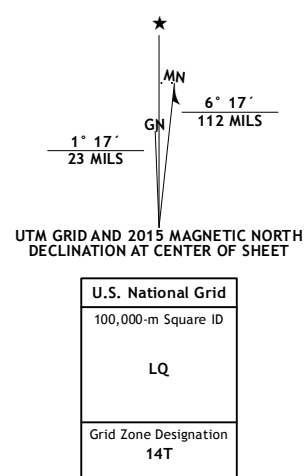 ★
MN
GN
6° 17´
112 MILS
1° 17´
23 MILS
UTM GRID AND 2015 MAGNETIC NORTH
DECLINATION AT CENTER OF SHEET
U.S. National Grid
100,000-m Square ID
LQ
Grid Zone Designation
14T